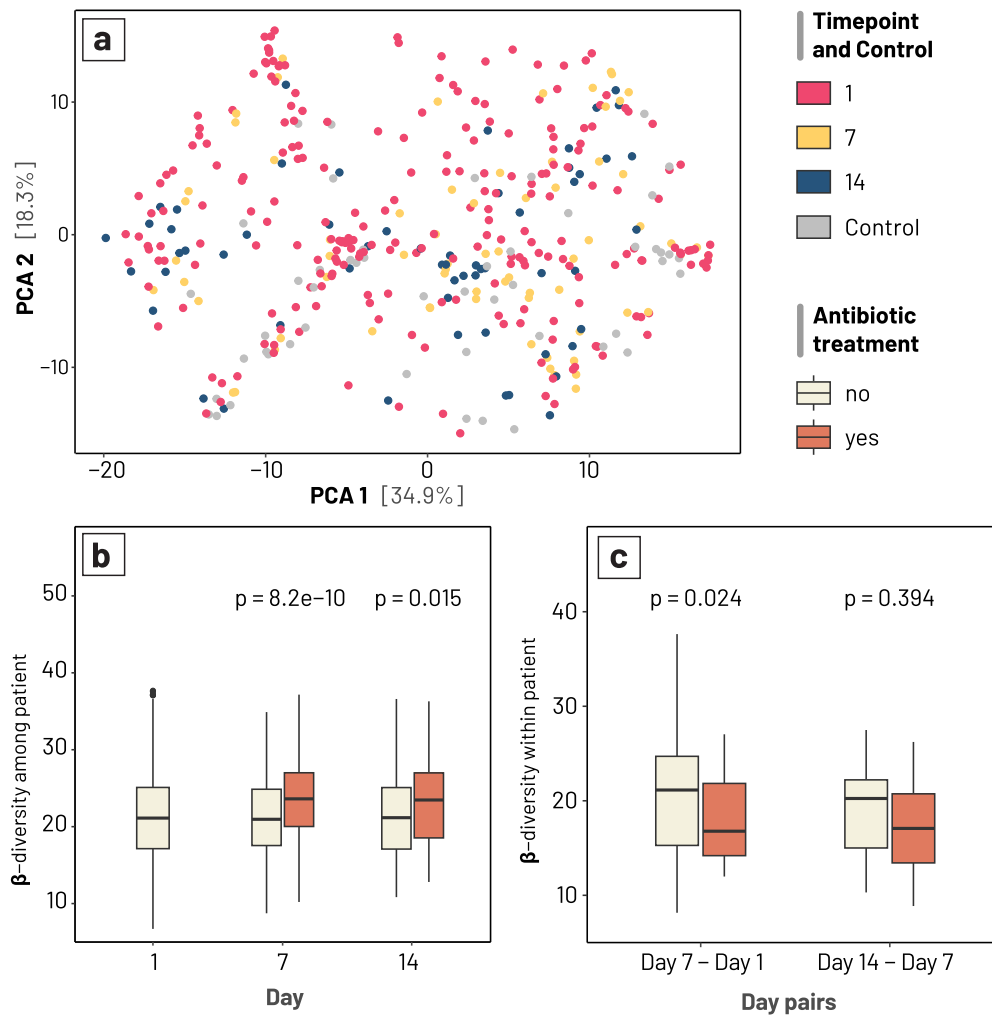 a
10
0
−10
−20
−10
0
10
PCA 2 [18.3%]
PCA 1 [34.9%]
Timepoint
and Control
1
7
14
Control
Antibiotic
treatment
no
yes
b
p = 8.2e−10
p = 0.015
50
40
30
20
10
β−diversity among patient
1
7
14
Day
c
p = 0.024
p = 0.394
40
30
20
10
β−diversity within patient
Day 7 − Day 1
Day 14 − Day 7
Day pairs